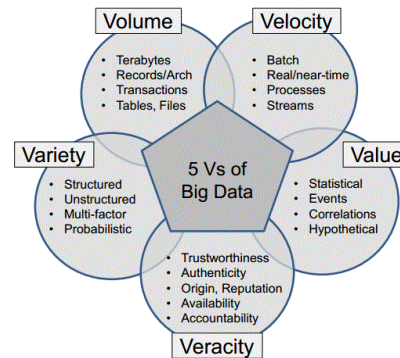 Volume
• Terabytes
• Records/Arch
• Transactions
• Tables, Files
Velocity
• Batch
• Real/near-time
• Processes
• Streams
Variety
• Structured
• Unstructured
• Multi-factor
• Probabilistic
5 Vs of
Big Data
Value
• Statistical
• Events
• Correlations
• Hypothetical
• Trustworthiness
• Authenticity
• Origin, Reputation
• Availability
• Accountability
Veracity